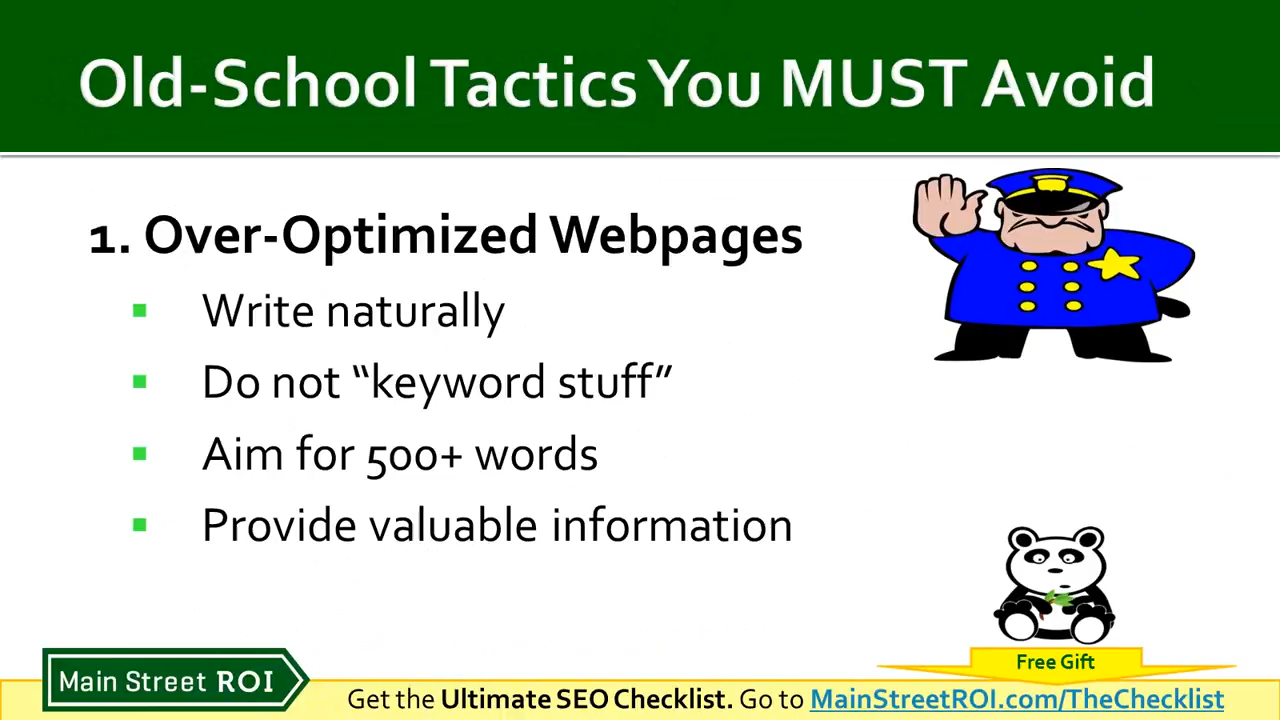 Old-School Tactics You MUST Avoid
1. Over-Optimized Webpages
▪ Write naturally
▪ Do not “keyword stuff”
▪ Aim for 500+ words
▪ Provide valuable information
Free Gift
Main Street ROI
Get the Ultimate SEO Checklist. Go to MainStreetROI.com/TheChecklist